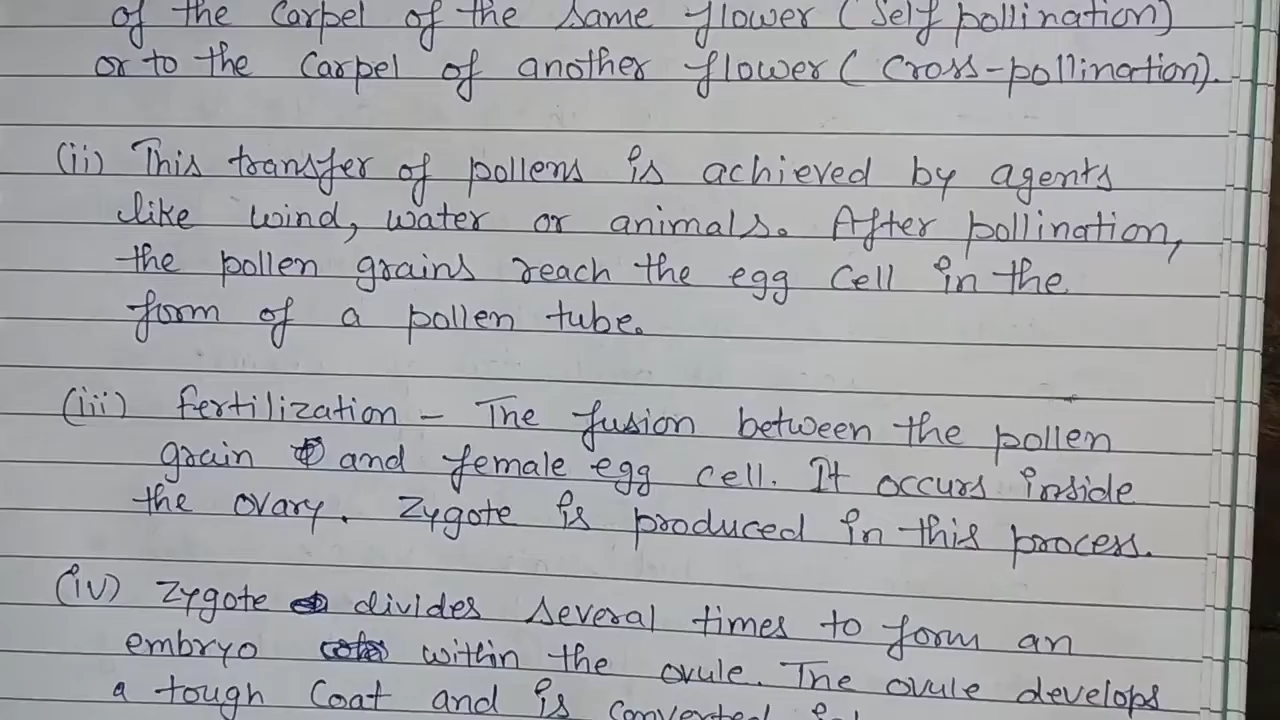 of the Carpel of the same flower (Self pollination)
or to the Carpel of another flower (Cross-pollination).
(ii) This transfer of pollens is achieved by agents
like wind, water or animals. After pollination,
the pollen grains reach the egg cell in the
form of a pollen tube.
(iii) Fertilization - The fusion between the pollen
grain and female egg cell. It occurs inside
the ovary. Zygote is produced in this process.
(iv) Zygote divides several times to form an
embryo within the ovule. The ovule develops
a tough coat and is converted